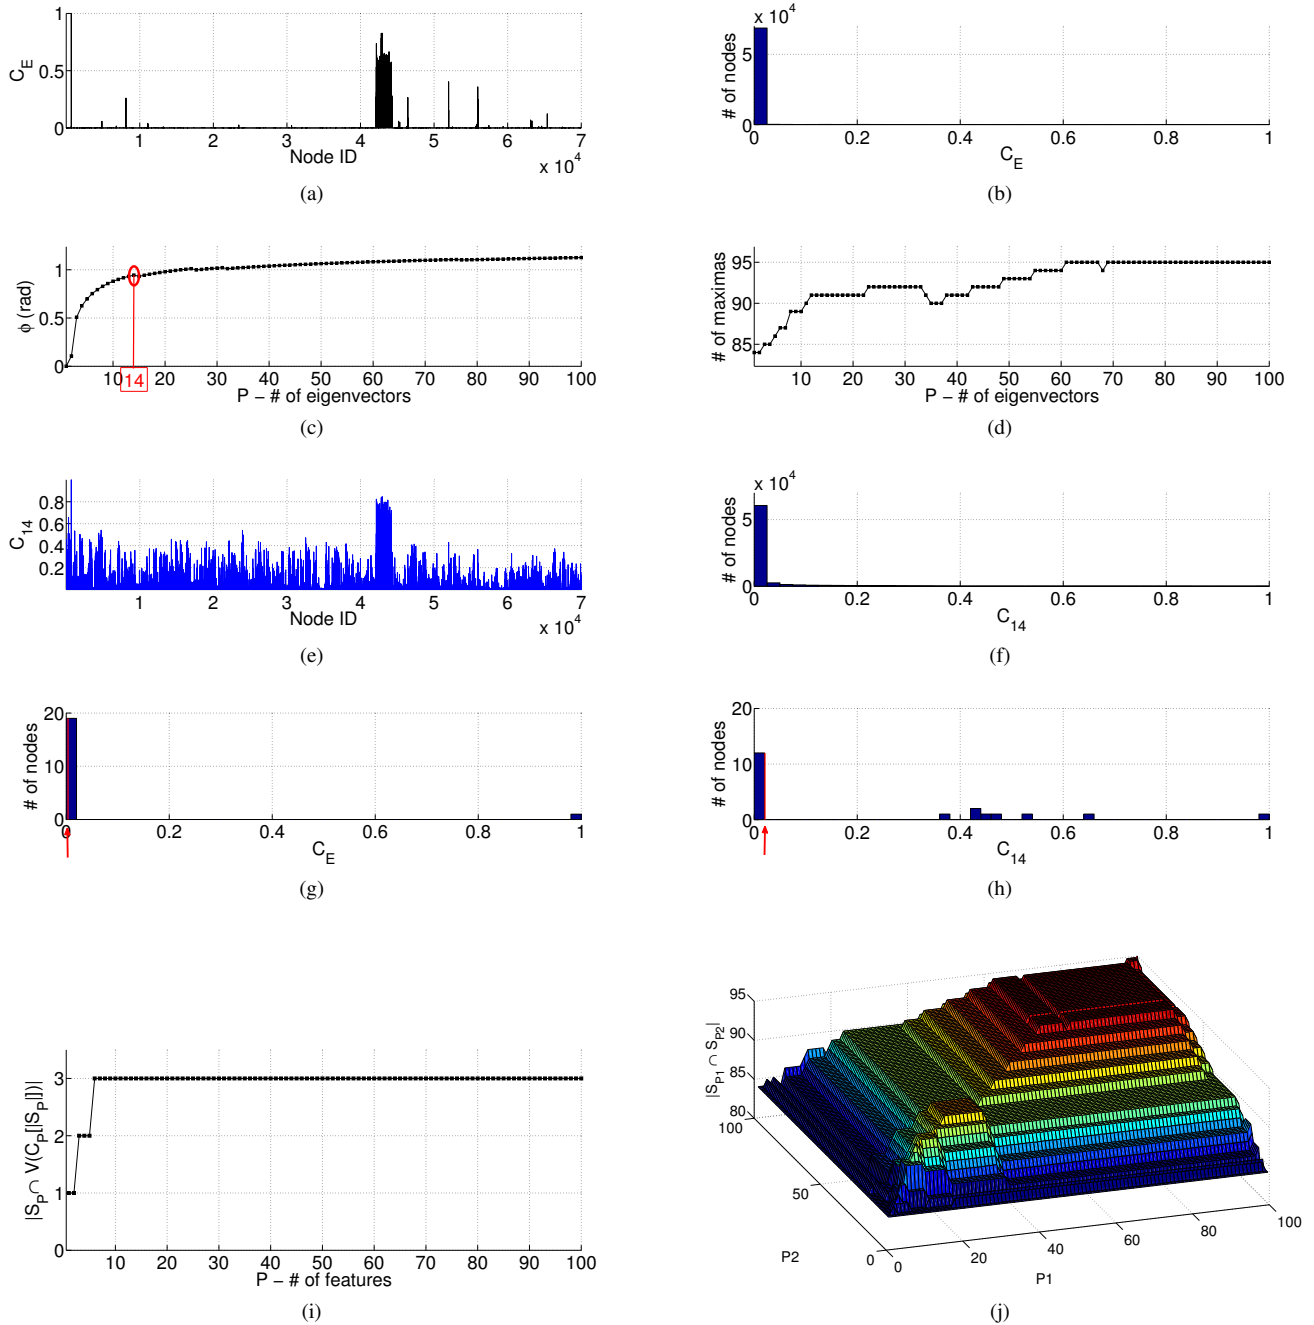 1
0.5
0
C_E
1 2 3 4 5 6 7
Node ID
x 10^4
(a)
x 10^4
5
0
# of nodes
0 0.2 0.4 0.6 0.8 1
C_E
(b)
1
0.5
0
ϕ (rad)
10 14 20 30 40 50 60 70 80 90 100
P − # of eigenvectors
(c)
95
90
85
# of maximas
10 20 30 40 50 60 70 80 90 100
P − # of eigenvectors
(d)
0.8
0.6
0.4
0.2
C_14
1 2 3 4 5 6 7
Node ID
x 10^4
(e)
x 10^4
5
0
# of nodes
0 0.2 0.4 0.6 0.8 1
C_14
(f)
20
10
0
# of nodes
0 0.2 0.4 0.6 0.8 1
C_E
(g)
20
10
0
# of nodes
0 0.2 0.4 0.6 0.8 1
C_14
(h)
3
2
1
0
|S_P∩ V(C_P[|S_P|])|
10 20 30 40 50 60 70 80 90 100
P − # of features
(i)
95
90
85
80
|S_P1 ∩ S_P2|
100
50
0
P2
0 20 40 60 80 100
P1
(j)